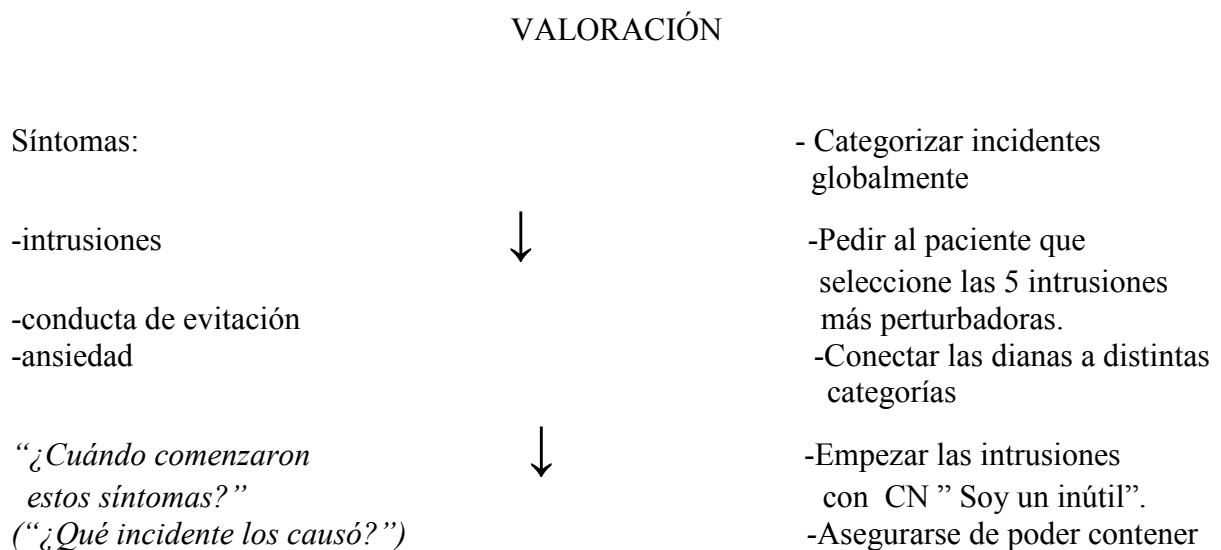 VALORACIÓN
Síntomas:
-intrusiones
-conducta de evitación
-ansiedad
“¿Cuándo comenzaron
estos síntomas?”
(“¿Qué incidente los causó?”)
- Categorizar incidentes
globalmente
-Pedir al paciente que
seleccione las 5 intrusiones
más perturbadoras.
-Conectar las dianas a distintas
categorías
-Empezar las intrusiones
con CN ” Soy un inútil”.
-Asegurarse de poder contener